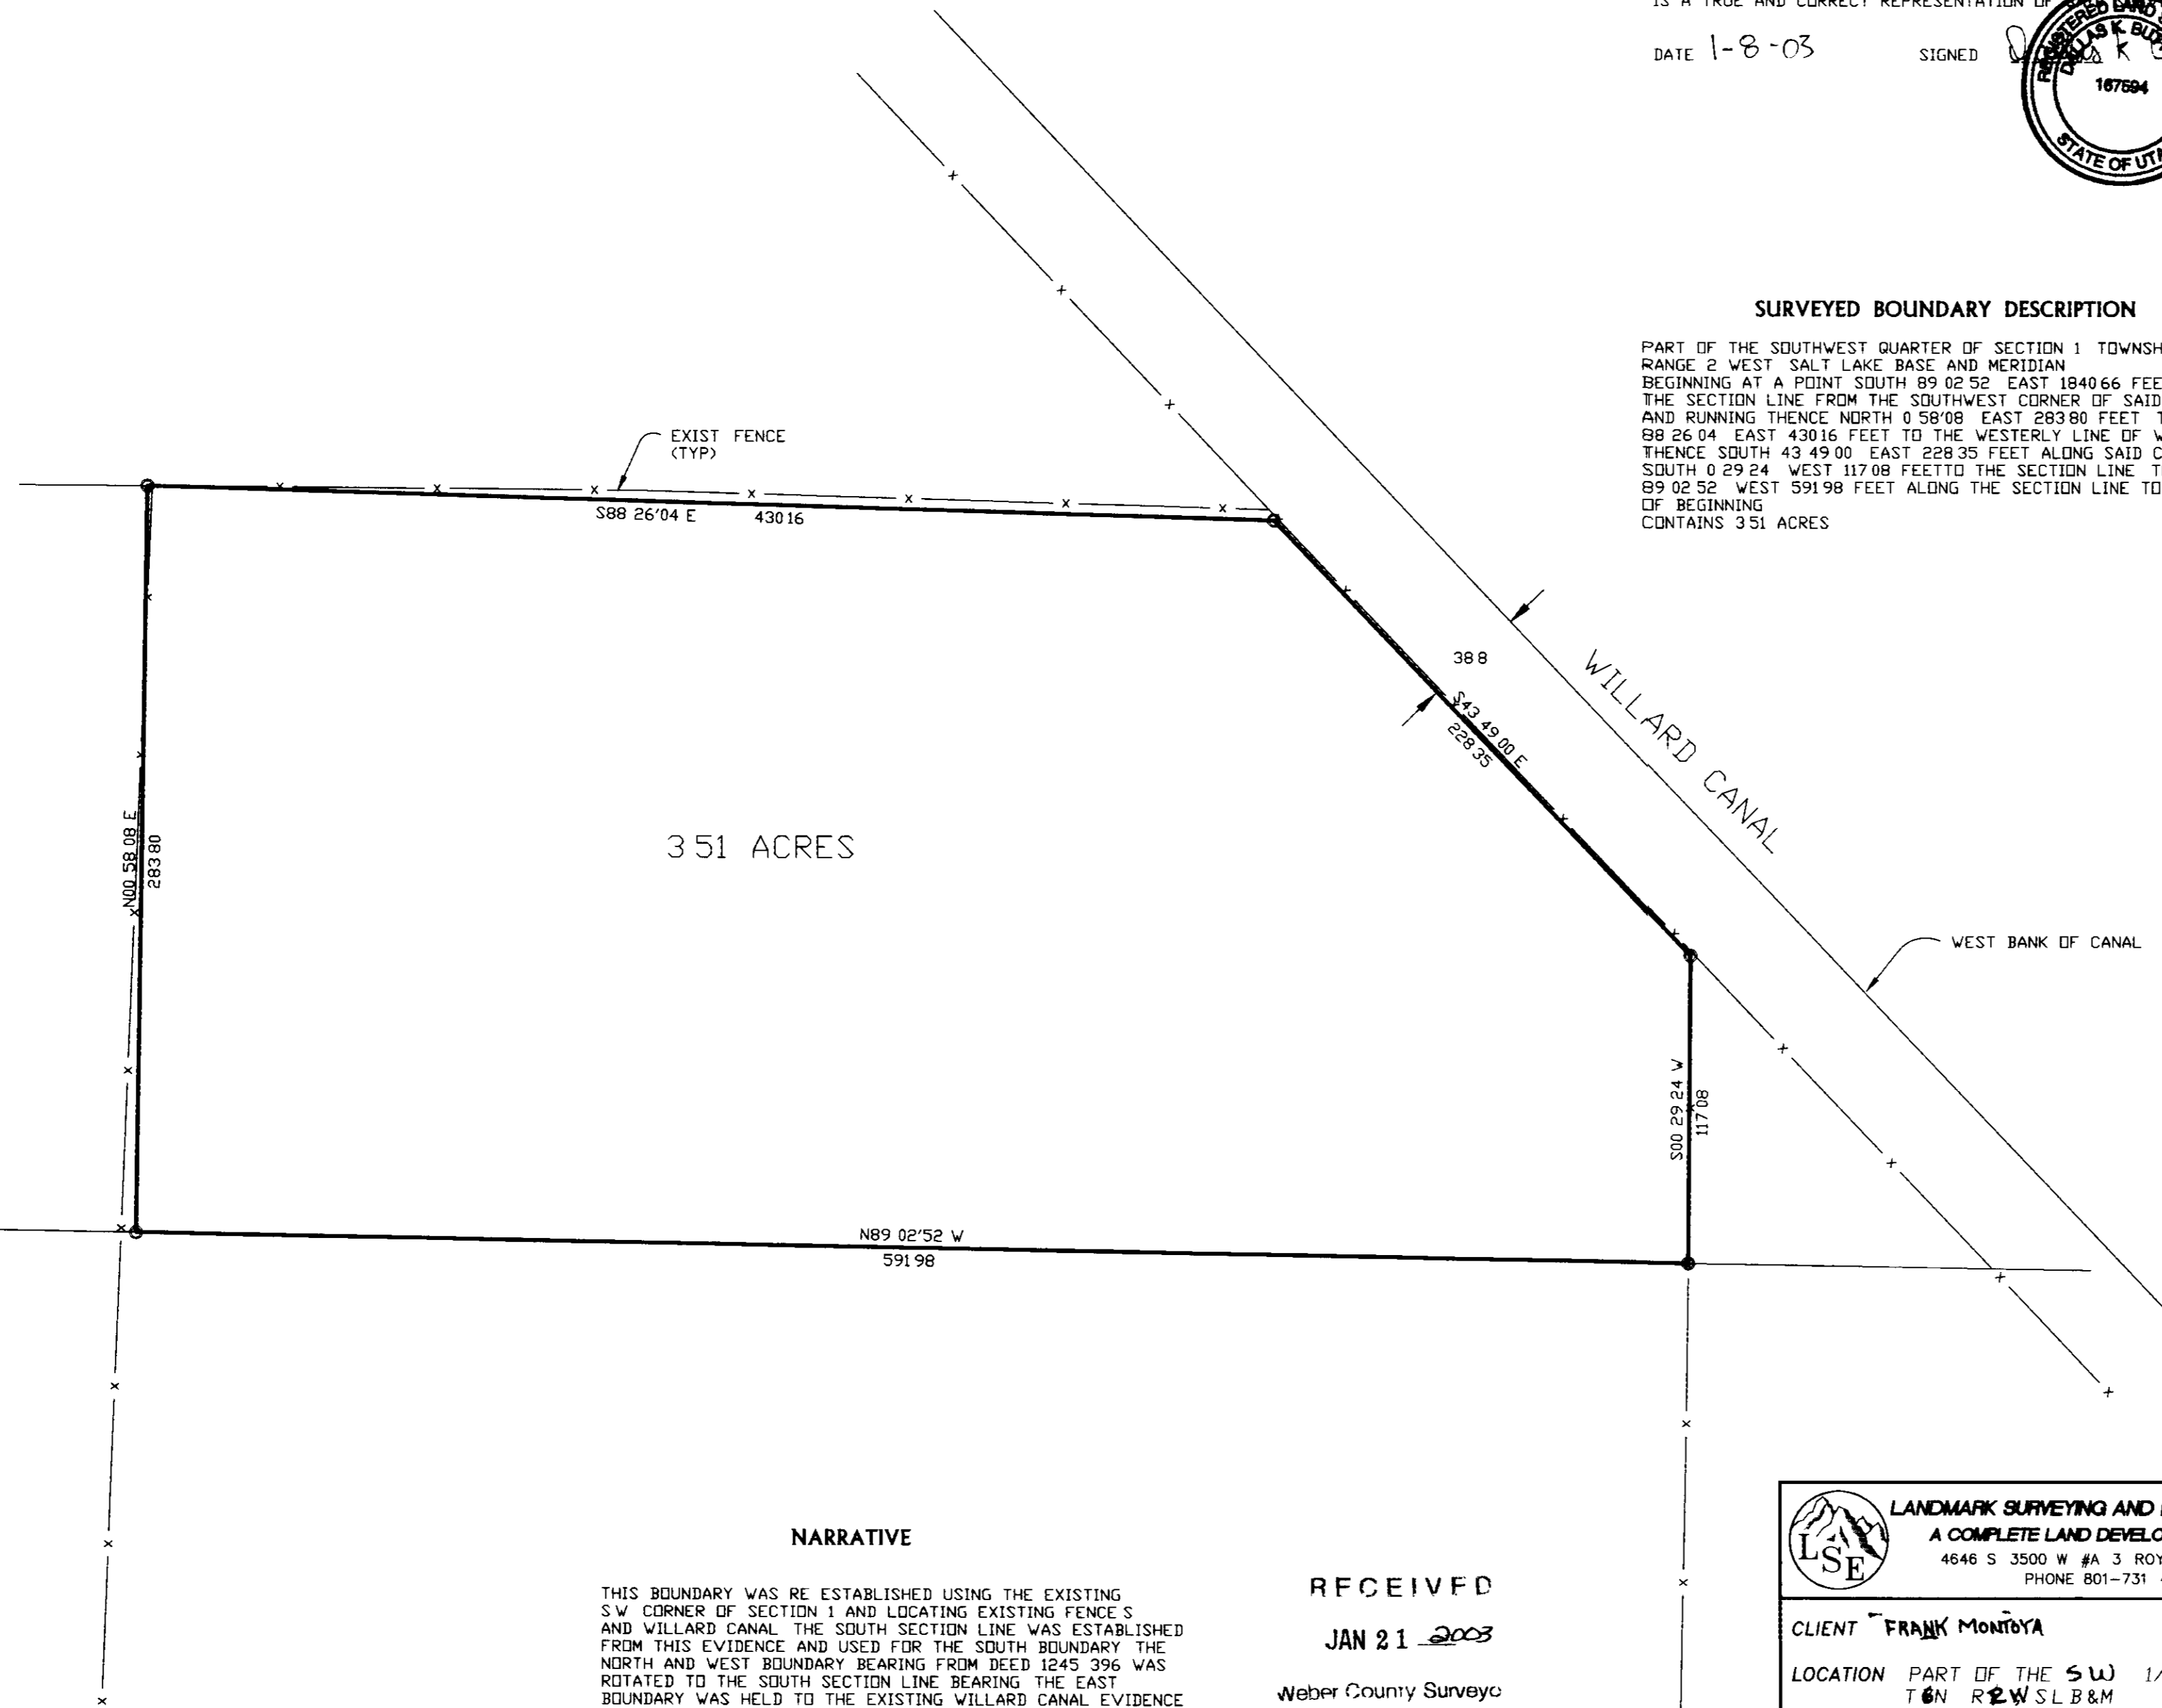 IS A TRUE AND CORRECT REPRESENTATION OF
DATE 1-8-03 SIGNED
REGISTERED LAND
DALLAS K.
K
167594
STATE OF
SURVEYED BOUNDARY DESCRIPTION
PART OF THE SOUTHWEST QUARTER OF SECTION 1 TOWNSH
RANGE 2 WEST SALT LAKE BASE AND MERIDIAN
BEGINNING AT A POINT SOUTH 89 02 52 EAST 1840 66 FEE
THE SECTION LINE FROM THE SOUTHWEST CORNER OF SAID
AND RUNNING THENCE NORTH 0 58'08 EAST 283 80 FEET T
88 26 04 EAST 430 16 FEET TO THE WESTERLY LINE OF W
THENCE SOUTH 43 49 00 EAST 228 35 FEET ALONG SAID C
SOUTH 0 29 24 WEST 117 08 FEETTO THE SECTION LINE T
89 02 52 WEST 591 98 FEET ALONG THE SECTION LINE TO
OF BEGINNING
CONTAINS 3 51 ACRES
EXIST FENCE
(TYP)
S88 26'04 E 430 16
38 8
S43 49 00 E
228 35
WILLARD CANAL
N00 58 08 E
283 80
3 51 ACRES
WEST BANK OF CANAL
S00 29 24 W
117 08
N89 02'52 W
591 98
NARRATIVE
THIS BOUNDARY WAS RE ESTABLISHED USING THE EXISTING
S W CORNER OF SECTION 1 AND LOCATING EXISTING FENCE S
AND WILLARD CANAL THE SOUTH SECTION LINE WAS ESTABLISHED
FROM THIS EVIDENCE AND USED FOR THE SOUTH BOUNDARY THE
NORTH AND WEST BOUNDARY BEARING FROM DEED 1245 396 WAS
ROTATED TO THE SOUTH SECTION LINE BEARING THE EAST
BOUNDARY WAS HELD TO THE EXISTING WILLARD CANAL EVIDENCE
RECEIVED
JAN 21 2003
Weber County Surveyo
LSE
LANDMARK SURVEYING AND
A COMPLETE LAND DEVELO
4646 S 3500 W #A 3 ROY
PHONE 801-731
CLIENT FRANK MONTOYA
LOCATION PART OF THE SW 1/
T 6N R2W S L B&M